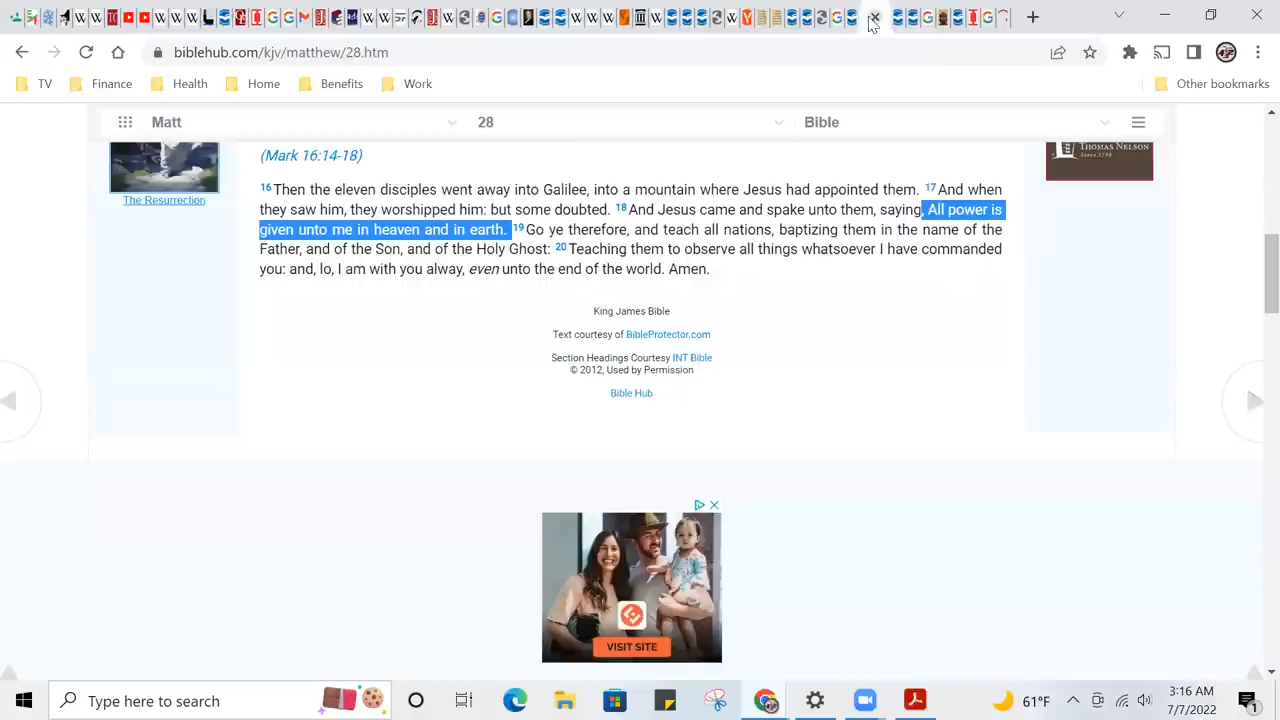 biblehub.com/kjv/matthew/28.htm
TV Finance Health Home Benefits Work Other bookmarks
Matt 28 Bible
(Mark 16:14-18)
THOMAS NELSON
Since 1798
The Resurrection
16 Then the eleven disciples went away into Galilee, into a mountain where Jesus had appointed them. 17 And when
they saw him, they worshipped him: but some doubted. 18 And Jesus came and spake unto them, saying, All power is
given unto me in heaven and in earth. 19 Go ye therefore, and teach all nations, baptizing them in the name of the
Father, and of the Son, and of the Holy Ghost: 20 Teaching them to observe all things whatsoever I have commanded
you: and, lo, I am with you alway, even unto the end of the world. Amen.
King James Bible
Text courtesy of BibleProtector.com
Section Headings Courtesy INT Bible
© 2012, Used by Permission
Bible Hub
VISIT SITE
Type here to search
61°F
3:16 AM
7/7/2022
1